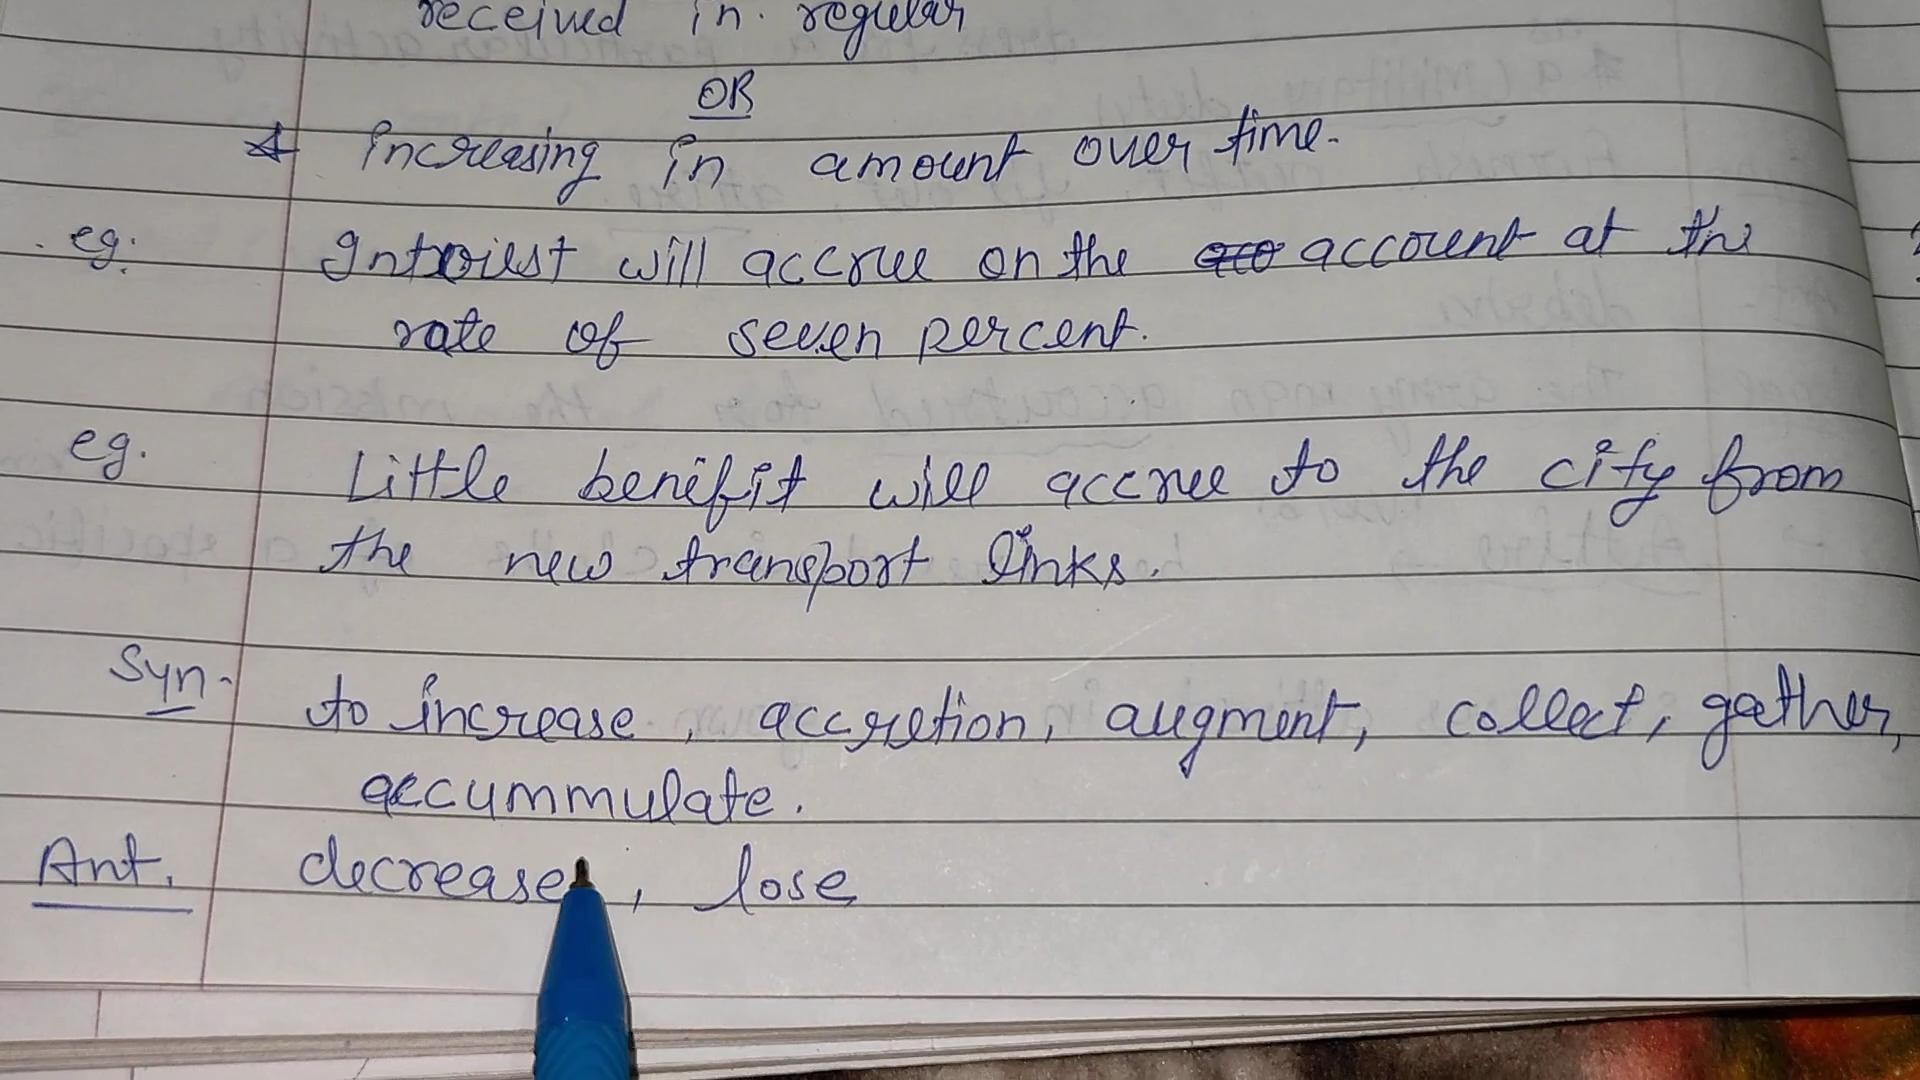 received in regular
OR
increasing in amount over time.
eg: Interest will accrue on the account at the
rate of seven percent.
eg. Little benefit will accrue to the city from
the new transport links.
Syn. to increase, accretion, augment, collect, gather,
accummulate.
Ant. decrease, lose